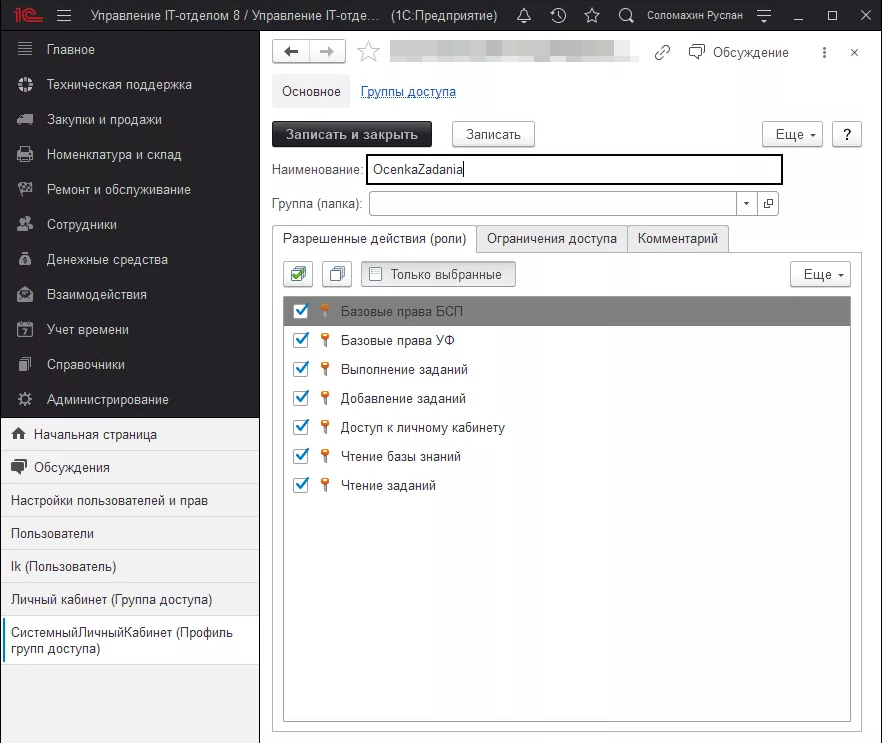 1С Управление IT-отделом 8 / Управление IT-отде... (1С:Предприятие) Соломахин Руслан
Главное
Техническая поддержка
Закупки и продажи
Номенклатура и склад
Ремонт и обслуживание
Сотрудники
Денежные средства
Взаимодействия
Учет времени
Справочники
Администрирование
Начальная страница
Обсуждения
Настройки пользователей и прав
Пользователи
lk (Пользователь)
Личный кабинет (Группа доступа)
СистемныйЛичныйКабинет (Профиль
групп доступа)
Обсуждение
Основное Группы доступа
Записать и закрыть Записать Еще ?
Наименование: OcenkaZadania
Группа (папка):
Разрешенные действия (роли) Ограничения доступа Комментарий
Только выбранные Еще
Базовые права БСП
Базовые права УФ
Выполнение заданий
Добавление заданий
Доступ к личному кабинету
Чтение базы знаний
Чтение заданий